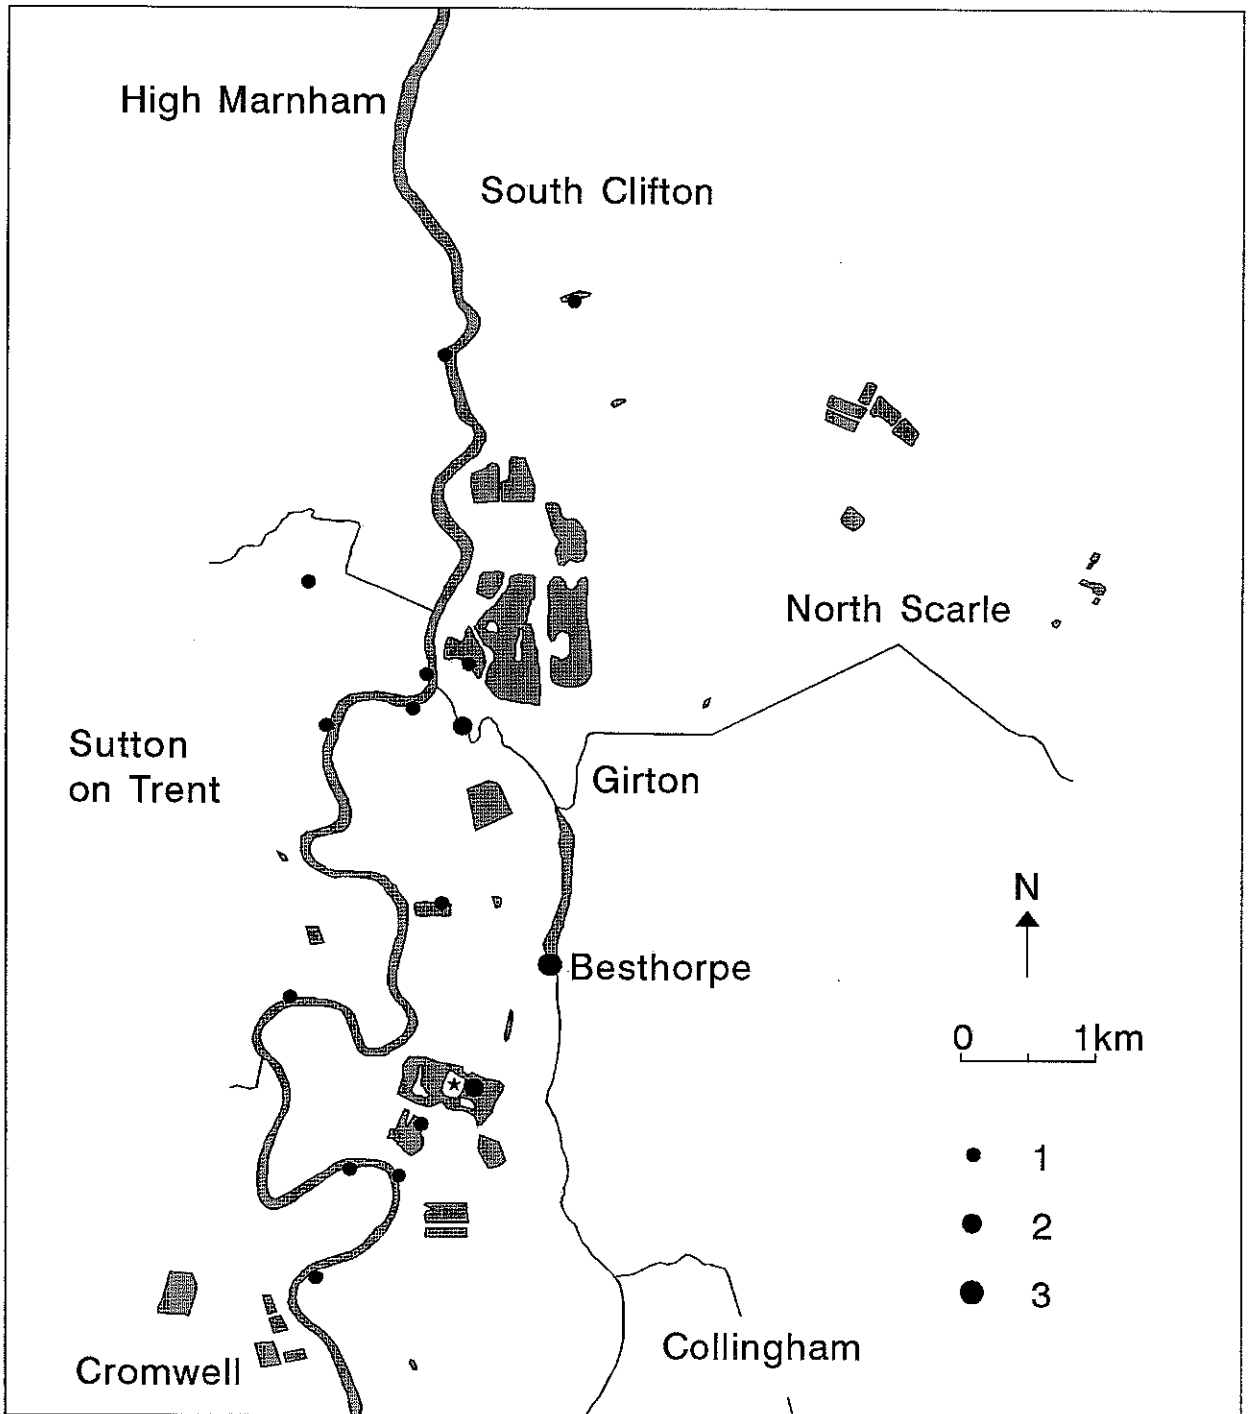 High Marnham
South Clifton
North Scarle
Sutton
on Trent
Girton
N
Besthorpe
0 1km
1
2
3
Collingham
Cromwell